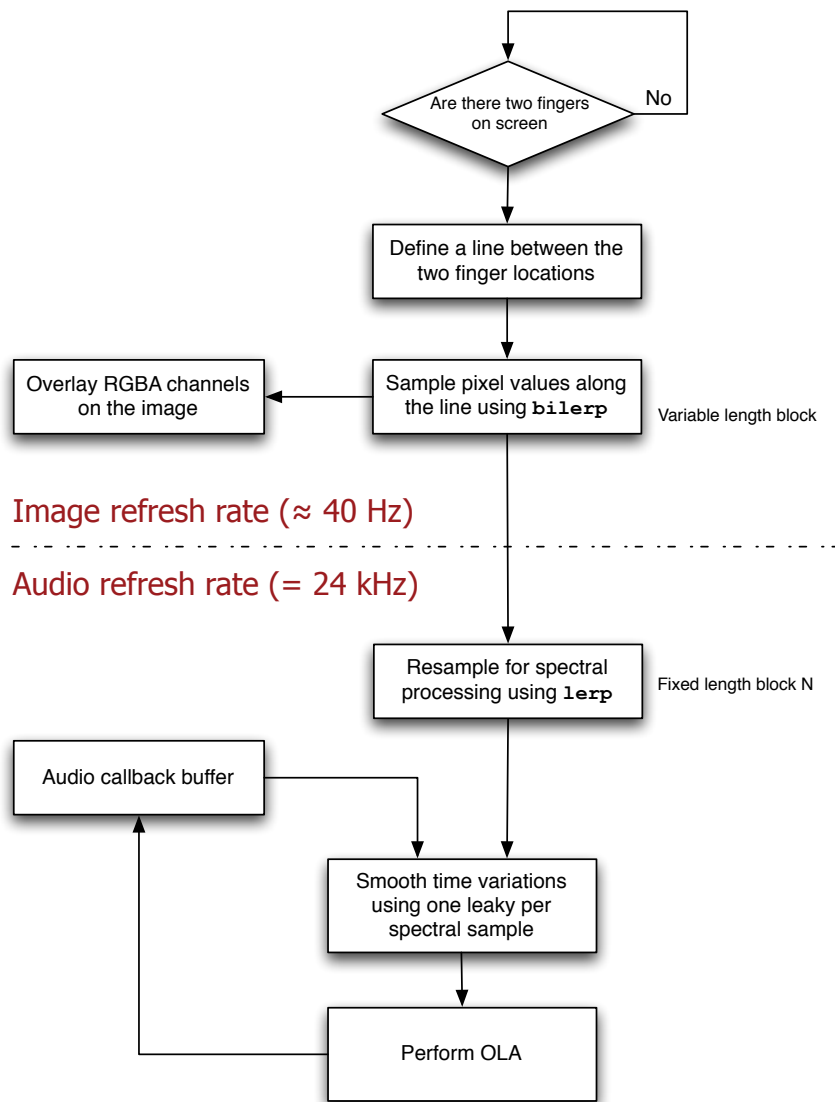 Are there two fingers
on screen
No
Define a line between the
two finger locations
Overlay RGBA channels
on the image
Sample pixel values along
the line using bilerp
Variable length block
Image refresh rate (≈ 40 Hz)
Audio refresh rate (= 24 kHz)
Resample for spectral
processing using lerp
Fixed length block N
Audio callback buffer
Smooth time variations
using one leaky per
spectral sample
Perform OLA